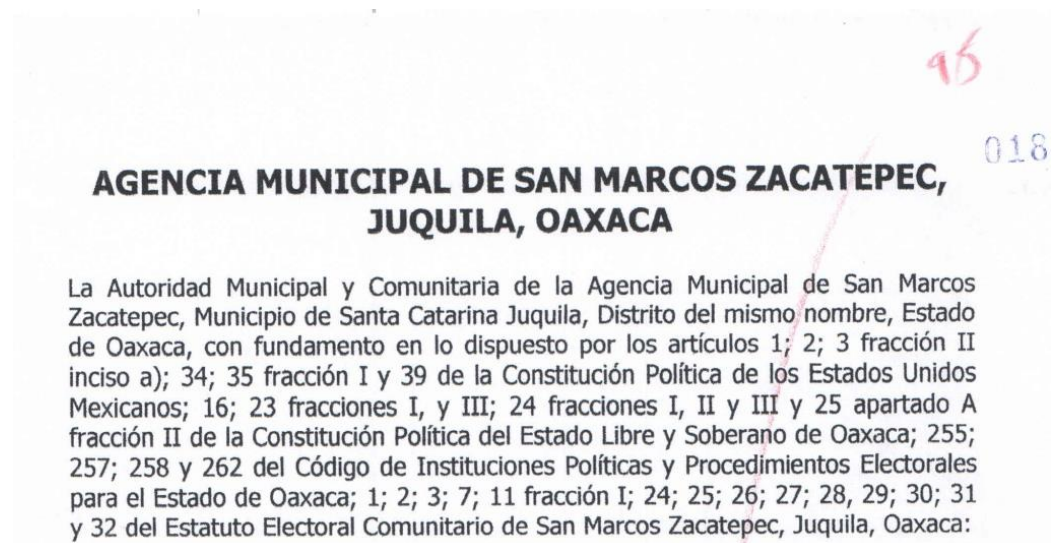 95
018
AGENCIA MUNICIPAL DE SAN MARCOS ZACATEPEC,
JUQUILA, OAXACA
La Autoridad Municipal y Comunitaria de la Agencia Municipal de San Marcos
Zacatepec, Municipio de Santa Catarina Juquila, Distrito del mismo nombre, Estado
de Oaxaca, con fundamento en lo dispuesto por los artículos 1; 2; 3 fracción II
inciso a); 34; 35 fracción I y 39 de la Constitución Política de los Estados Unidos
Mexicanos; 16; 23 fracciones I, y III; 24 fracciones I, II y III y 25 apartado A
fracción II de la Constitución Política del Estado Libre y Soberano de Oaxaca; 255;
257; 258 y 262 del Código de Instituciones Políticas y Procedimientos Electorales
para el Estado de Oaxaca; 1; 2; 3; 7; 11 fracción I; 24; 25; 26; 27; 28, 29; 30; 31
y 32 del Estatuto Electoral Comunitario de San Marcos Zacatepec, Juquila, Oaxaca: